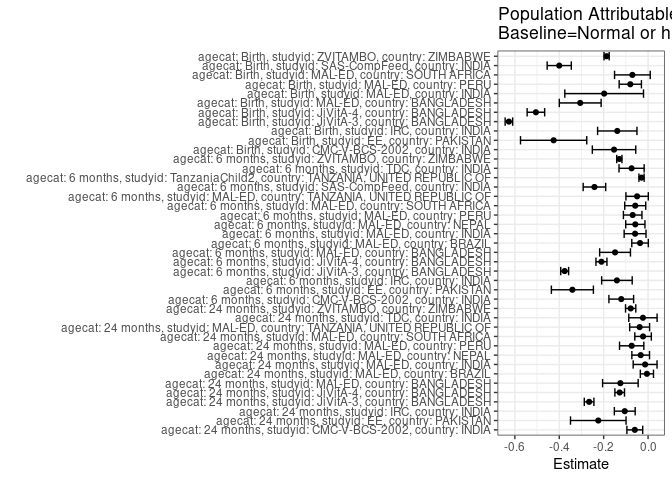 Population Attributable
Baseline=Normal or h
agecat: Birth, studyid: ZVITAMBO, country: ZIMBABWE
agecat: Birth, studyid: SAS-CompFeed, country: INDIA
agecat: Birth, studyid: MAL-ED, country: SOUTH AFRICA
agecat: Birth, studyid: MAL-ED, country: PERU
agecat: Birth, studyid: MAL-ED, country: INDIA
agecat: Birth, studyid: MAL-ED, country: BANGLADESH
agecat: Birth, studyid: JiVitA-4, country: BANGLADESH
agecat: Birth, studyid: JiVitA-3, country: BANGLADESH
agecat: Birth, studyid: IRC, country: INDIA
agecat: Birth, studyid: EE, country: PAKISTAN
agecat: Birth, studyid: CMC-V-BCS-2002, country: INDIA
agecat: 6 months, studyid: ZVITAMBO, country: ZIMBABWE
agecat: 6 months, studyid: TDC, country: INDIA
agecat: 6 months, studyid: TanzaniaChild2, country: TANZANIA, UNITED REPUBLIC OF
agecat: 6 months, studyid: SAS-CompFeed, country: INDIA
agecat: 6 months, studyid: MAL-ED, country: TANZANIA, UNITED REPUBLIC OF
agecat: 6 months, studyid: MAL-ED, country: SOUTH AFRICA
agecat: 6 months, studyid: MAL-ED, country: PERU
agecat: 6 months, studyid: MAL-ED, country: NEPAL
agecat: 6 months, studyid: MAL-ED, country: INDIA
agecat: 6 months, studyid: MAL-ED, country: BRAZIL
agecat: 6 months, studyid: MAL-ED, country: BANGLADESH
agecat: 6 months, studyid: JiVitA-4, country: BANGLADESH
agecat: 6 months, studyid: JiVitA-3, country: BANGLADESH
agecat: 6 months, studyid: IRC, country: INDIA
agecat: 6 months, studyid: EE, country: PAKISTAN
agecat: 6 months, studyid: CMC-V-BCS-2002, country: INDIA
agecat: 24 months, studyid: ZVITAMBO, country: ZIMBABWE
agecat: 24 months, studyid: TDC, country: INDIA
agecat: 24 months, studyid: MAL-ED, country: TANZANIA, UNITED REPUBLIC OF
agecat: 24 months, studyid: MAL-ED, country: SOUTH AFRICA
agecat: 24 months, studyid: MAL-ED, country: PERU
agecat: 24 months, studyid: MAL-ED, country: NEPAL
agecat: 24 months, studyid: MAL-ED, country: INDIA
agecat: 24 months, studyid: MAL-ED, country: BRAZIL
agecat: 24 months, studyid: MAL-ED, country: BANGLADESH
agecat: 24 months, studyid: JiVitA-4, country: BANGLADESH
agecat: 24 months, studyid: JiVitA-3, country: BANGLADESH
agecat: 24 months, studyid: IRC, country: INDIA
agecat: 24 months, studyid: EE, country: PAKISTAN
agecat: 24 months, studyid: CMC-V-BCS-2002, country: INDIA
-0.6 -0.4 -0.2 0.0
Estimate